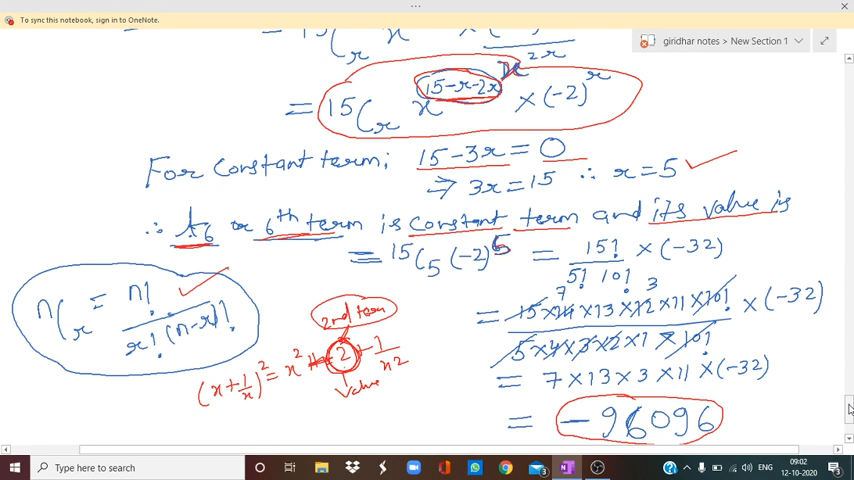 To sync this notebook, sign in to OneNote.
giridhar notes > New Section 1
= 15Cr x^(15-r-2r) × (-2)^r
For Constant term; 15-3r = 0
⇒ 3r = 15 ∴ r = 5
∴ t6 or 6th term is constant term and its value is
= 15C5 (-2)^5 = 15!/(5! 10!) × (-32)
nCr = n!/(r! (n-r)!)
= (15×14×13×12×11×10!)/(5×4×3×2×1×10!) × (-32)
7 3
2nd term
(x+1/x)^2 = x^2 + 2 + 1/x2
value
= 7×13×3×11×(-32)
= -96096
Type here to search
ENG
09:02
12-10-2020